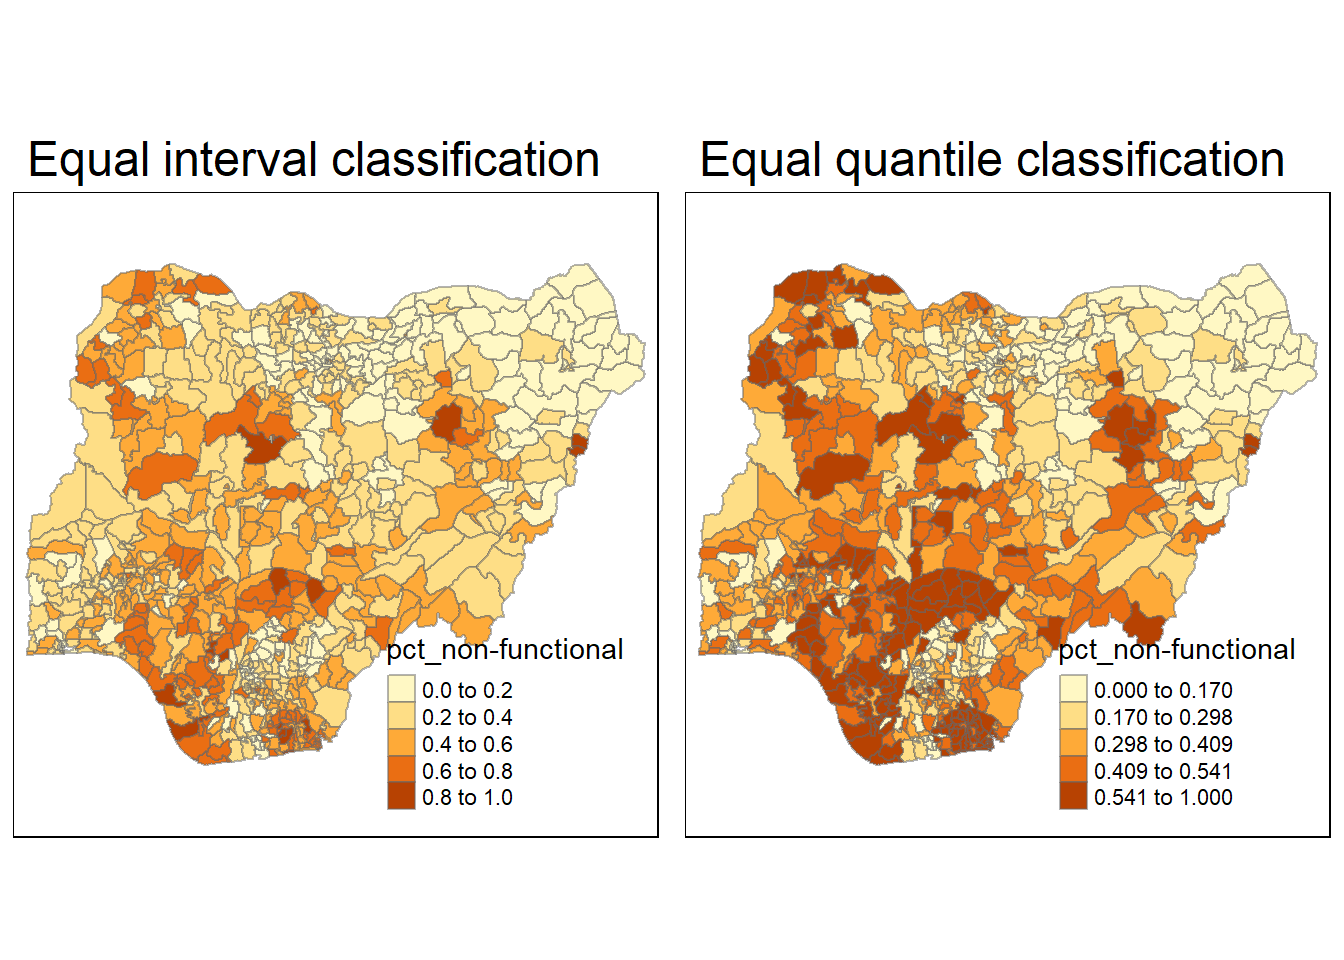 Equal interval classification
pct_non-functional
0.0 to 0.2
0.2 to 0.4
0.4 to 0.6
0.6 to 0.8
0.8 to 1.0
Equal quantile classification
pct_non-functional
0.000 to 0.170
0.170 to 0.298
0.298 to 0.409
0.409 to 0.541
0.541 to 1.000